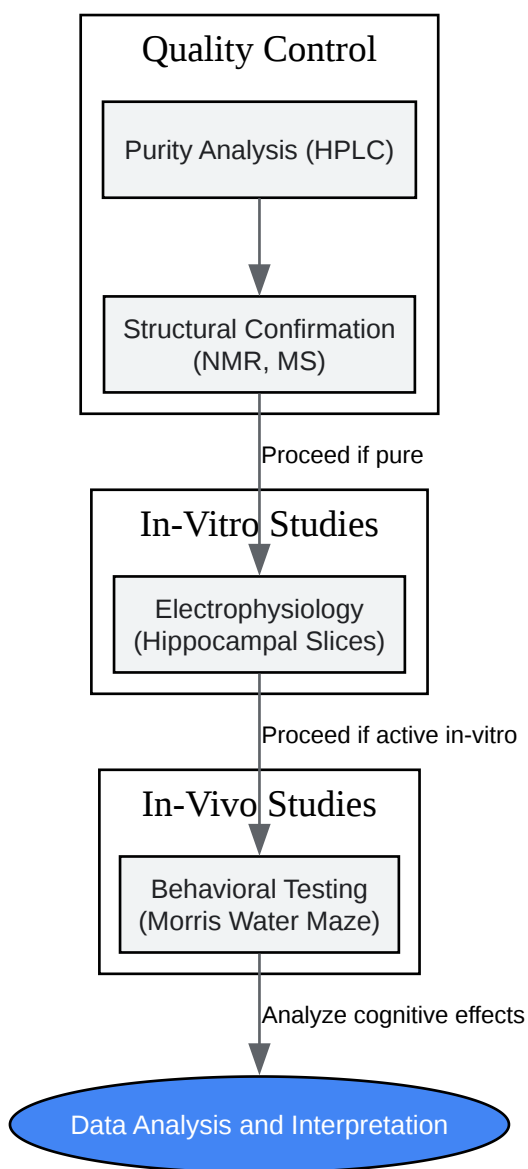 Quality Control
Purity Analysis (HPLC)
Structural Confirmation
(NMR, MS)
Proceed if pure
In-Vitro Studies
Electrophysiology
(Hippocampal Slices)
Proceed if active in-vitro
In-Vivo Studies
Behavioral Testing
(Morris Water Maze)
Analyze cognitive effects
Data Analysis and Interpretation